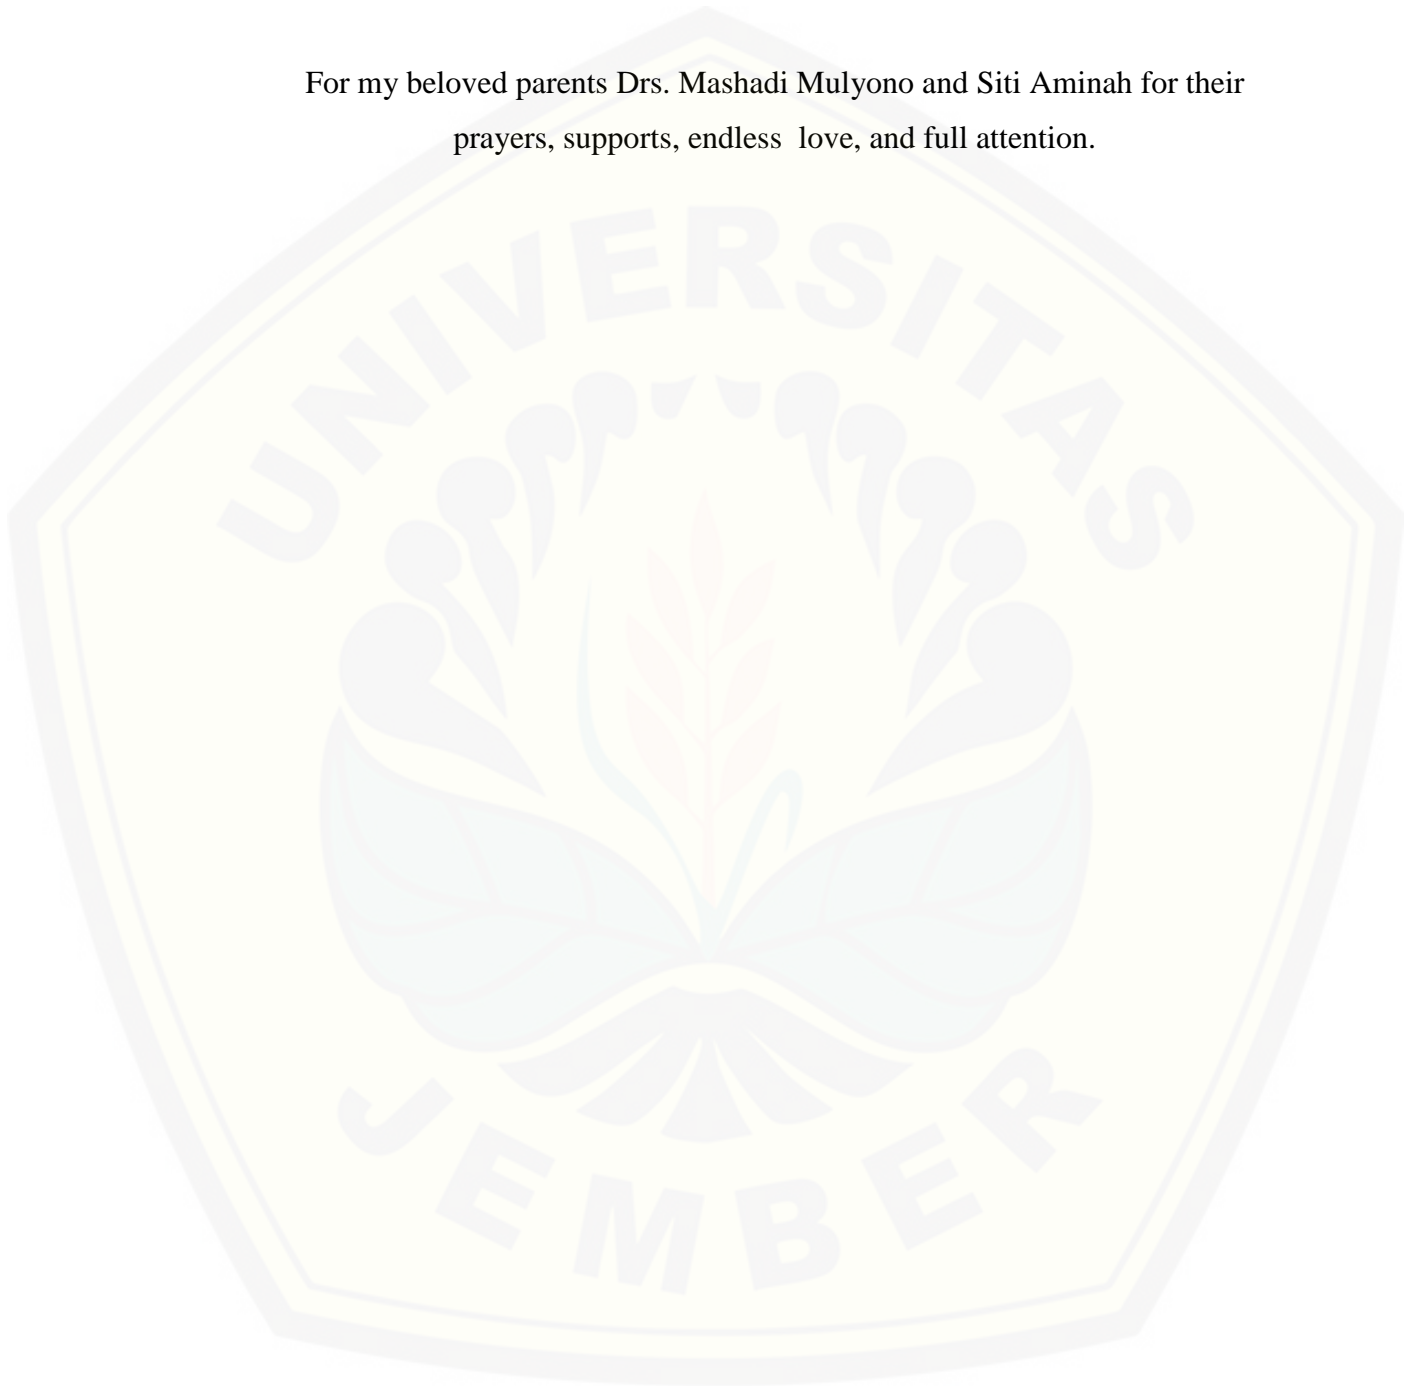 For my beloved parents Drs. Mashadi Mulyono and Siti Aminah for their
prayers, supports, endless  love, and full attention.
UNIVERSITAS
JEMBER